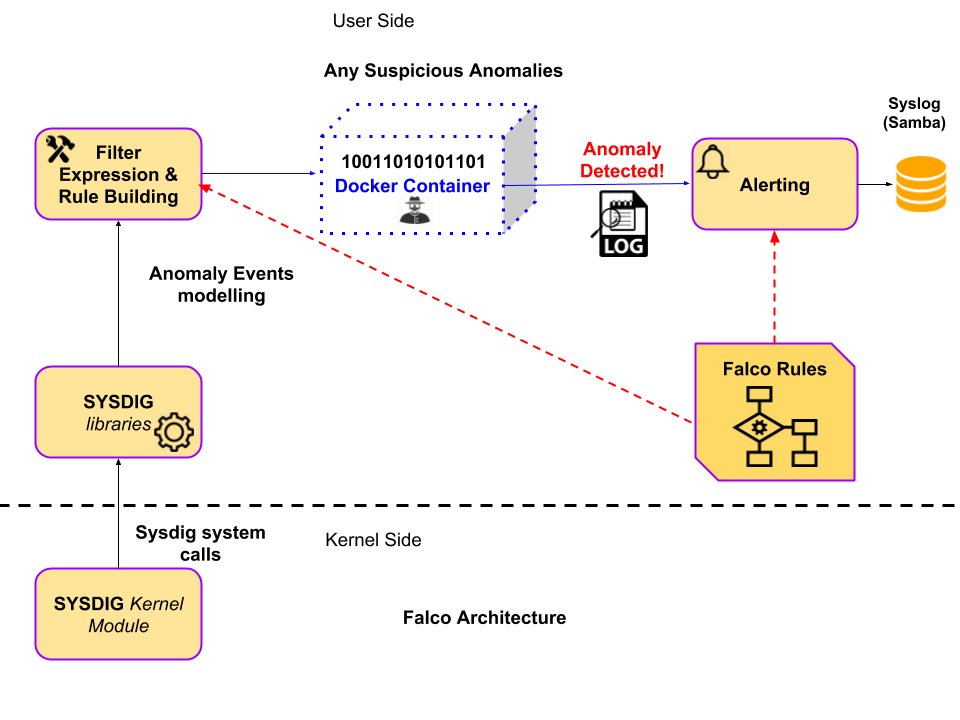 User Side
Any Suspicious Anomalies
Syslog
(Samba)
Filter
Expression &
Rule Building
10011010101101
Docker Container
Anomaly
Detected!
LOG
Alerting
Anomaly Events
modelling
Falco Rules
SYSDIG
libraries
Sysdig system
calls
Kernel Side
SYSDIG Kernel
Module
Falco Architecture